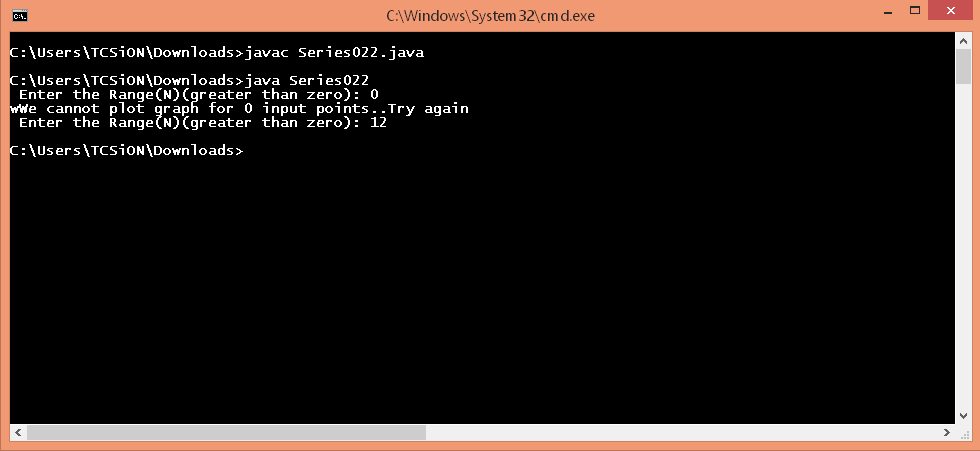 C:\Windows\System32\cmd.exe
C:\Users\TCSiON\Downloads>javac Series022.java
C:\Users\TCSiON\Downloads>java Series022
Enter the Range(N)(greater than zero): 0
wWe cannot plot graph for 0 input points..Try again
Enter the Range(N)(greater than zero): 12
C:\Users\TCSiON\Downloads>